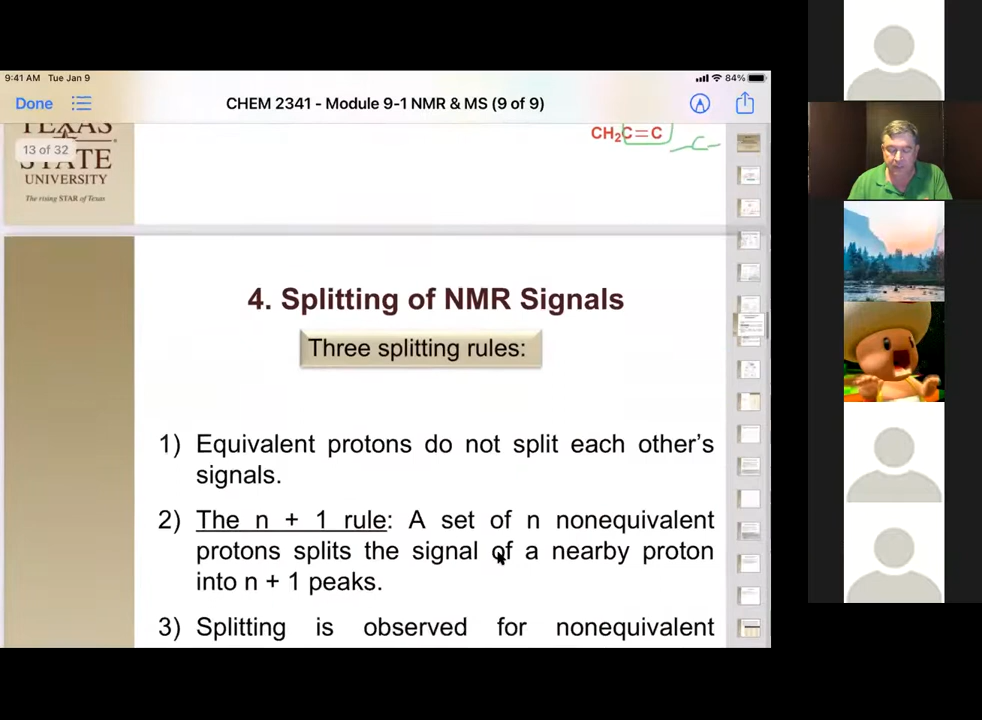 9:41 AM Tue Jan 9
84%
Done
CHEM 2341 - Module 9-1 NMR & MS (9 of 9)
TEXAS
13 of 32
STATE
UNIVERSITY
The rising STAR of Texas
CH2C=C
4. Splitting of NMR Signals
Three splitting rules:
1) Equivalent protons do not split each other's
signals.
2) The n + 1 rule: A set of n nonequivalent
protons splits the signal of a nearby proton
into n + 1 peaks.
3) Splitting is observed for nonequivalent